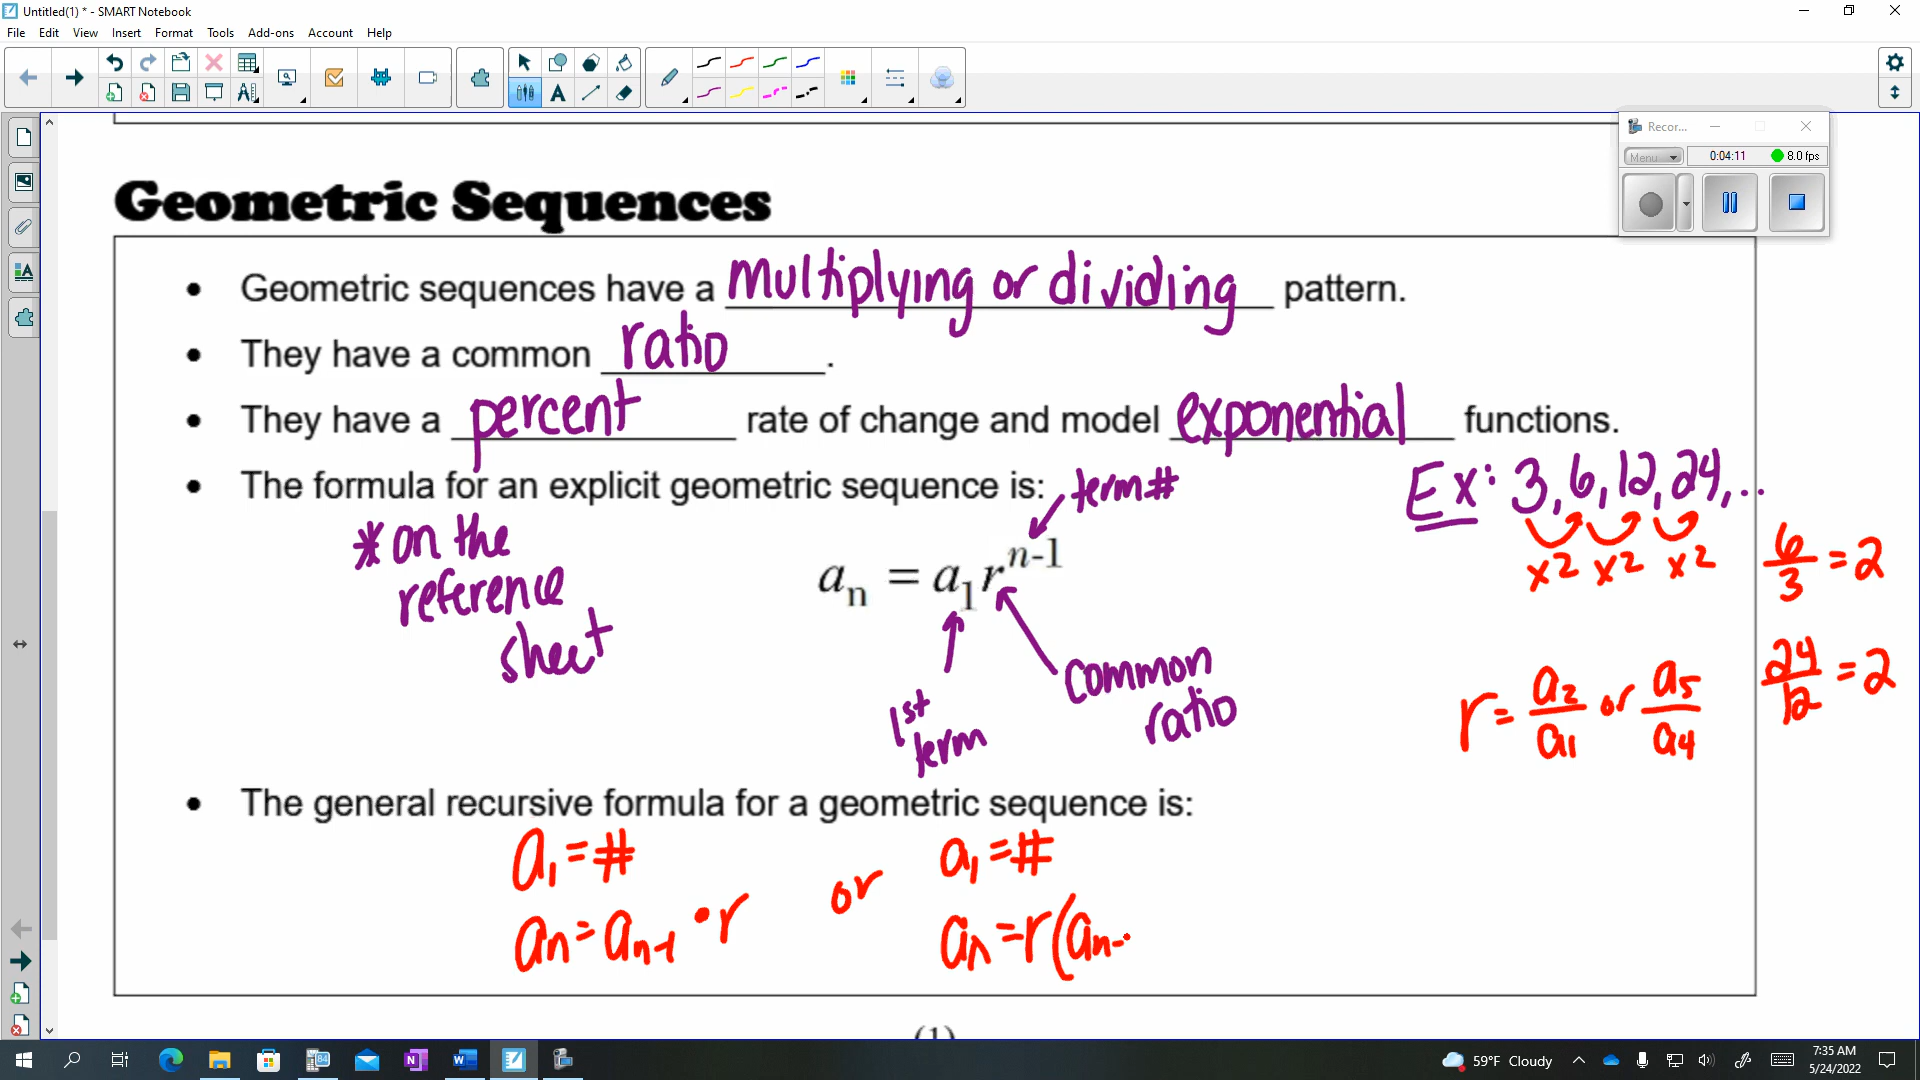 Untitled(1) * - SMART Notebook
File Edit View Insert Format Tools Add-ons Account Help
Recor...
Menu 0:04:11 8.0 fps
Geometric Sequences
• Geometric sequences have a multiplying or dividing pattern.
• They have a common ratio.
• They have a percent rate of change and model exponential functions.
• The formula for an explicit geometric sequence is:
term#
Ex: 3, 6, 12, 24, ...
x2 x2 x2
6/3 = 2
24/12 = 2
* on the
reference
sheet
aₙ = a₁rⁿ⁻¹
1st
term
common
ratio
r = a₂/a₁ or a₅/a₄
• The general recursive formula for a geometric sequence is:
a₁ = # or a₁ = #
aₙ = aₙ₋₁ • r aₙ = r(aₙ-
59°F Cloudy
7:35 AM
5/24/2022